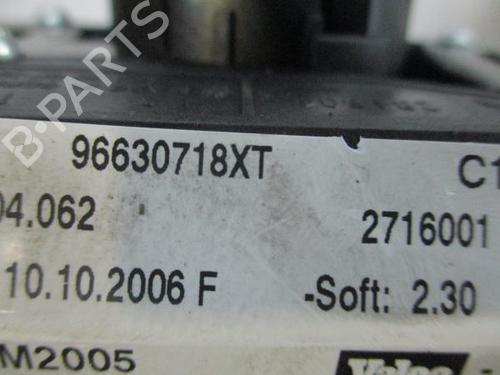 B-PARTS
96630718XT C1
04.062 2716001
10.10.2006 F -Soft: 2.30
M2005 Valeo